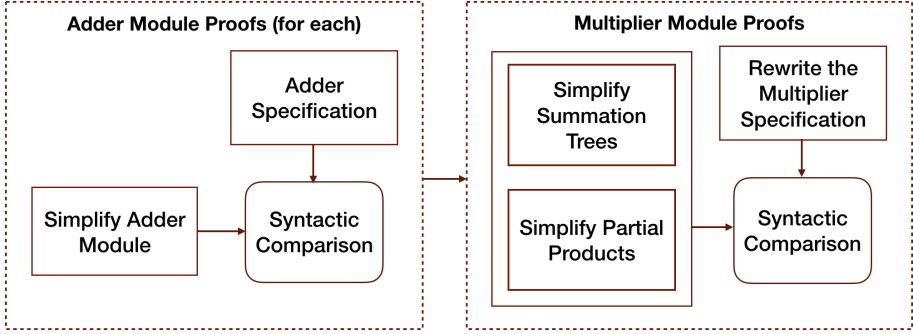 Adder Module Proofs (for each)
Adder
Specification
Simplify Adder
Module
Syntactic
Comparison
Multiplier Module Proofs
Simplify
Summation
Trees
Simplify Partial
Products
Rewrite the
Multiplier
Specification
Syntactic
Comparison